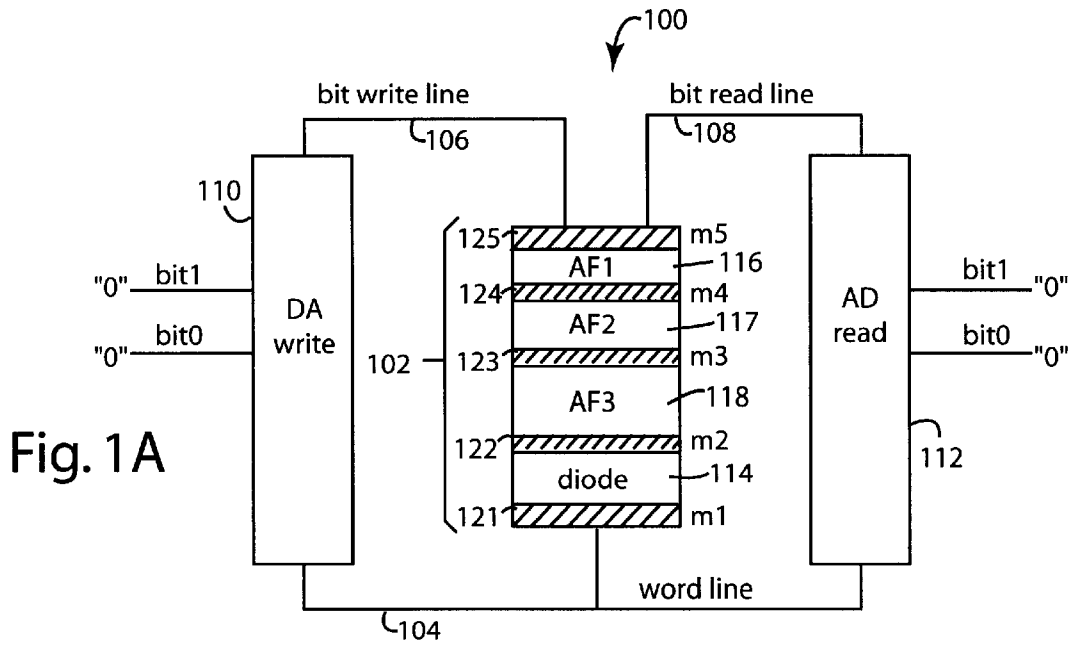 100
bit write line
bit read line
106
108
110
125
m5
AF1
116
"0"
bit1
124
m4
bit1
"0"
DA
write
AF2
117
AD
read
"0"
bit0
102
123
m3
bit0
"0"
AF3
118
Fig. 1A
122
m2
112
diode
114
121
m1
word line
104